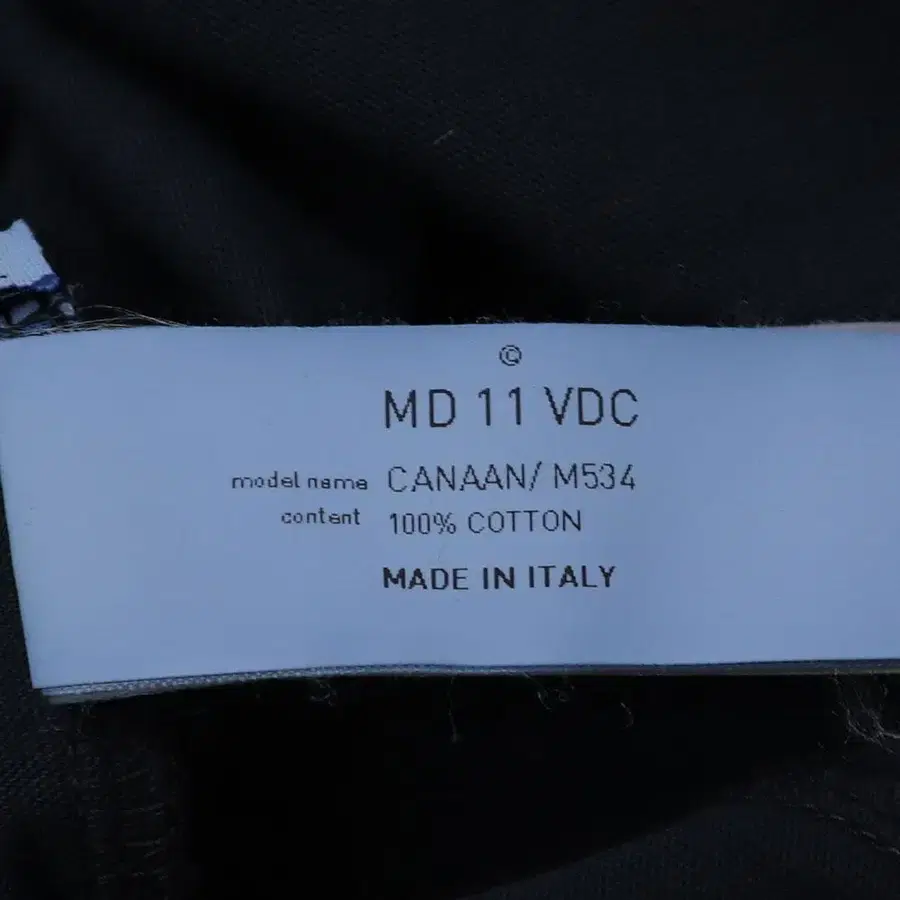 ©
MD 11 VDC
model name CANAAN/ M534
content 100% COTTON
MADE IN ITALY